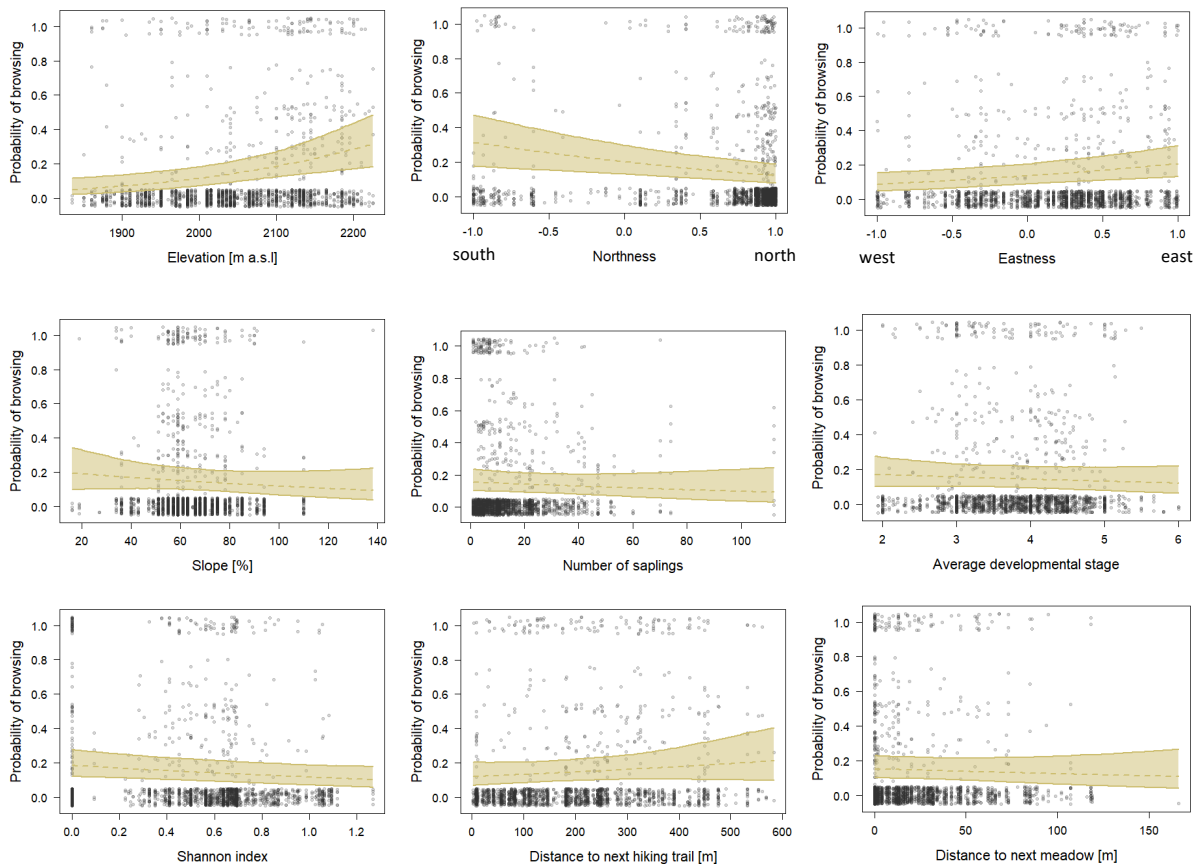 Probability of browsing
1.0
0.8
0.6
0.4
0.2
0.0
1900 2000 2100 2200
Elevation [m a.s.l]
Probability of browsing
1.0
0.8
0.6
0.4
0.2
0.0
-1.0 -0.5 0.0 0.5 1.0
south Northness north
Probability of browsing
1.0
0.8
0.6
0.4
0.2
0.0
-1.0 -0.5 0.0 0.5 1.0
west Eastness east
Probability of browsing
1.0
0.8
0.6
0.4
0.2
0.0
20 40 60 80 100 120 140
Slope [%]
Probability of browsing
1.0
0.8
0.6
0.4
0.2
0.0
0 20 40 60 80 100
Number of saplings
Probability of browsing
1.0
0.8
0.6
0.4
0.2
0.0
2 3 4 5 6
Average developmental stage
Probability of browsing
1.0
0.8
0.6
0.4
0.2
0.0
0.0 0.2 0.4 0.6 0.8 1.0 1.2
Shannon index
Probability of browsing
1.0
0.8
0.6
0.4
0.2
0.0
0 100 200 300 400 500 600
Distance to next hiking trail [m]
Probability of browsing
1.0
0.8
0.6
0.4
0.2
0.0
0 50 100 150
Distance to next meadow [m]